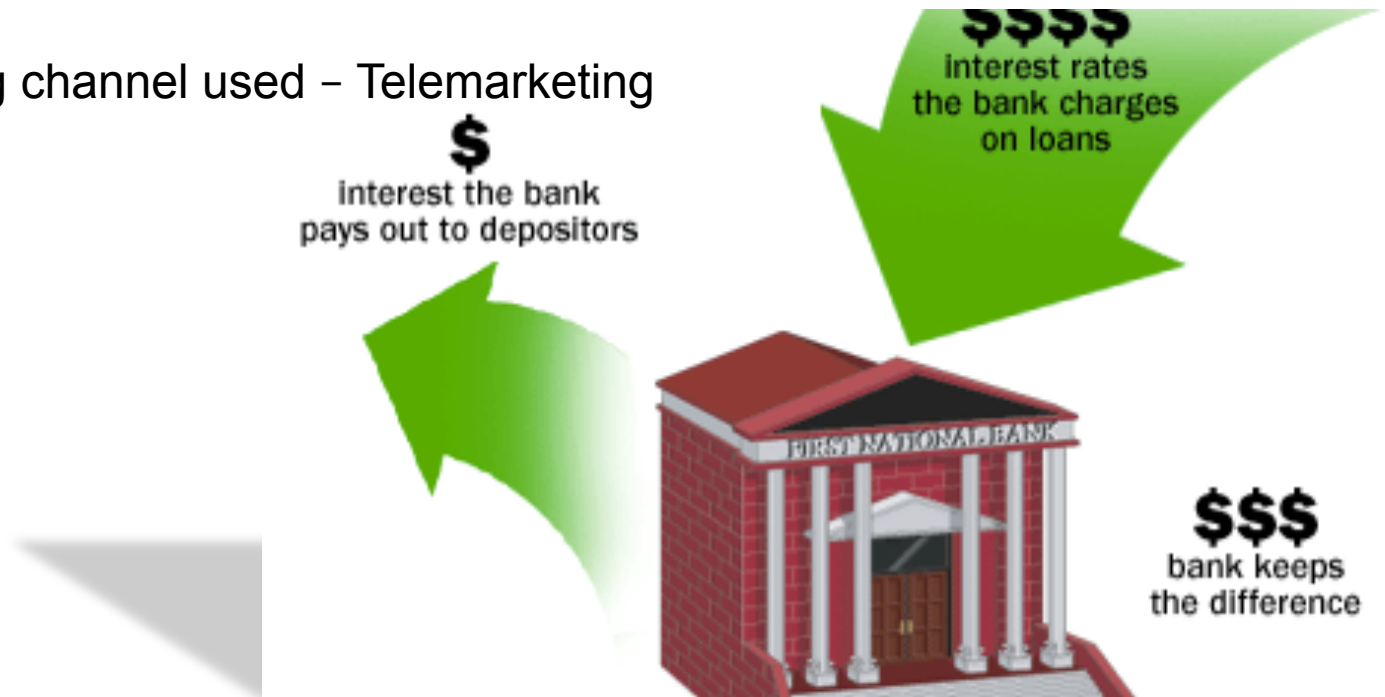 $$$$
interest rates
the bank charges
on loans
g channel used – Telemarketing
$
interest the bank
pays out to depositors
FIRST NATIONAL BANK
$$$
bank keeps
the difference